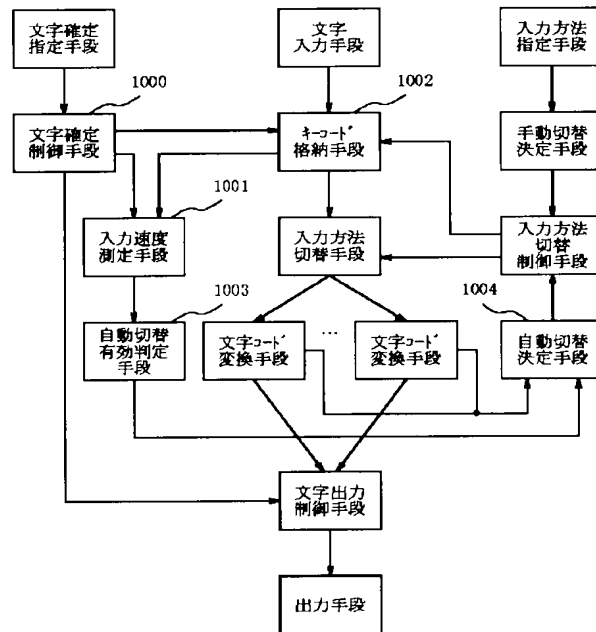 文字確定
指定手段
文字
入力手段
入力方法
指定手段
1000
1002
文字確定
制御手段
キーコード
格納手段
手動切替
決定手段
1001
入力速度
測定手段
入力方法
切替手段
入力方法
切替
制御手段
1003
1004
自動切替
有効判定
手段
文字コード
変換手段
…
文字コード
変換手段
自動切替
決定手段
文字出力
制御手段
出力手段